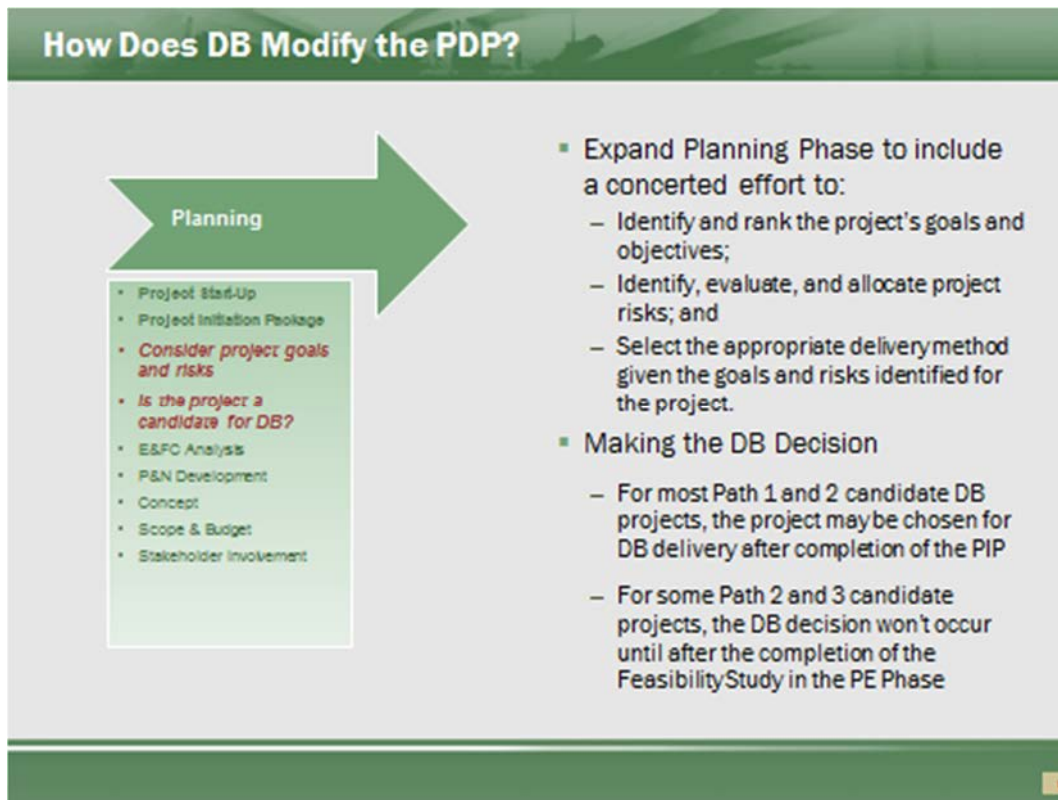 How Does DB Modify the PDP?
Planning
• Project Start-Up
• Project Initiation Package
• Consider project goals
and risks
• Is the project a
candidate for DB?
• E&FC Analysis
• P&N Development
• Concept
• Scope & Budget
• Stakeholder Involvement
▪ Expand Planning Phase to include
a concerted effort to:
– Identify and rank the project's goals and
objectives;
– Identify, evaluate, and allocate project
risks; and
– Select the appropriate delivery method
given the goals and risks identified for
the project.
▪ Making the DB Decision
– For most Path 1 and 2 candidate DB
projects, the project may be chosen for
DB delivery after completion of the PIP
– For some Path 2 and 3 candidate
projects, the DB decision won't occur
until after the completion of the
Feasibility Study in the PE Phase